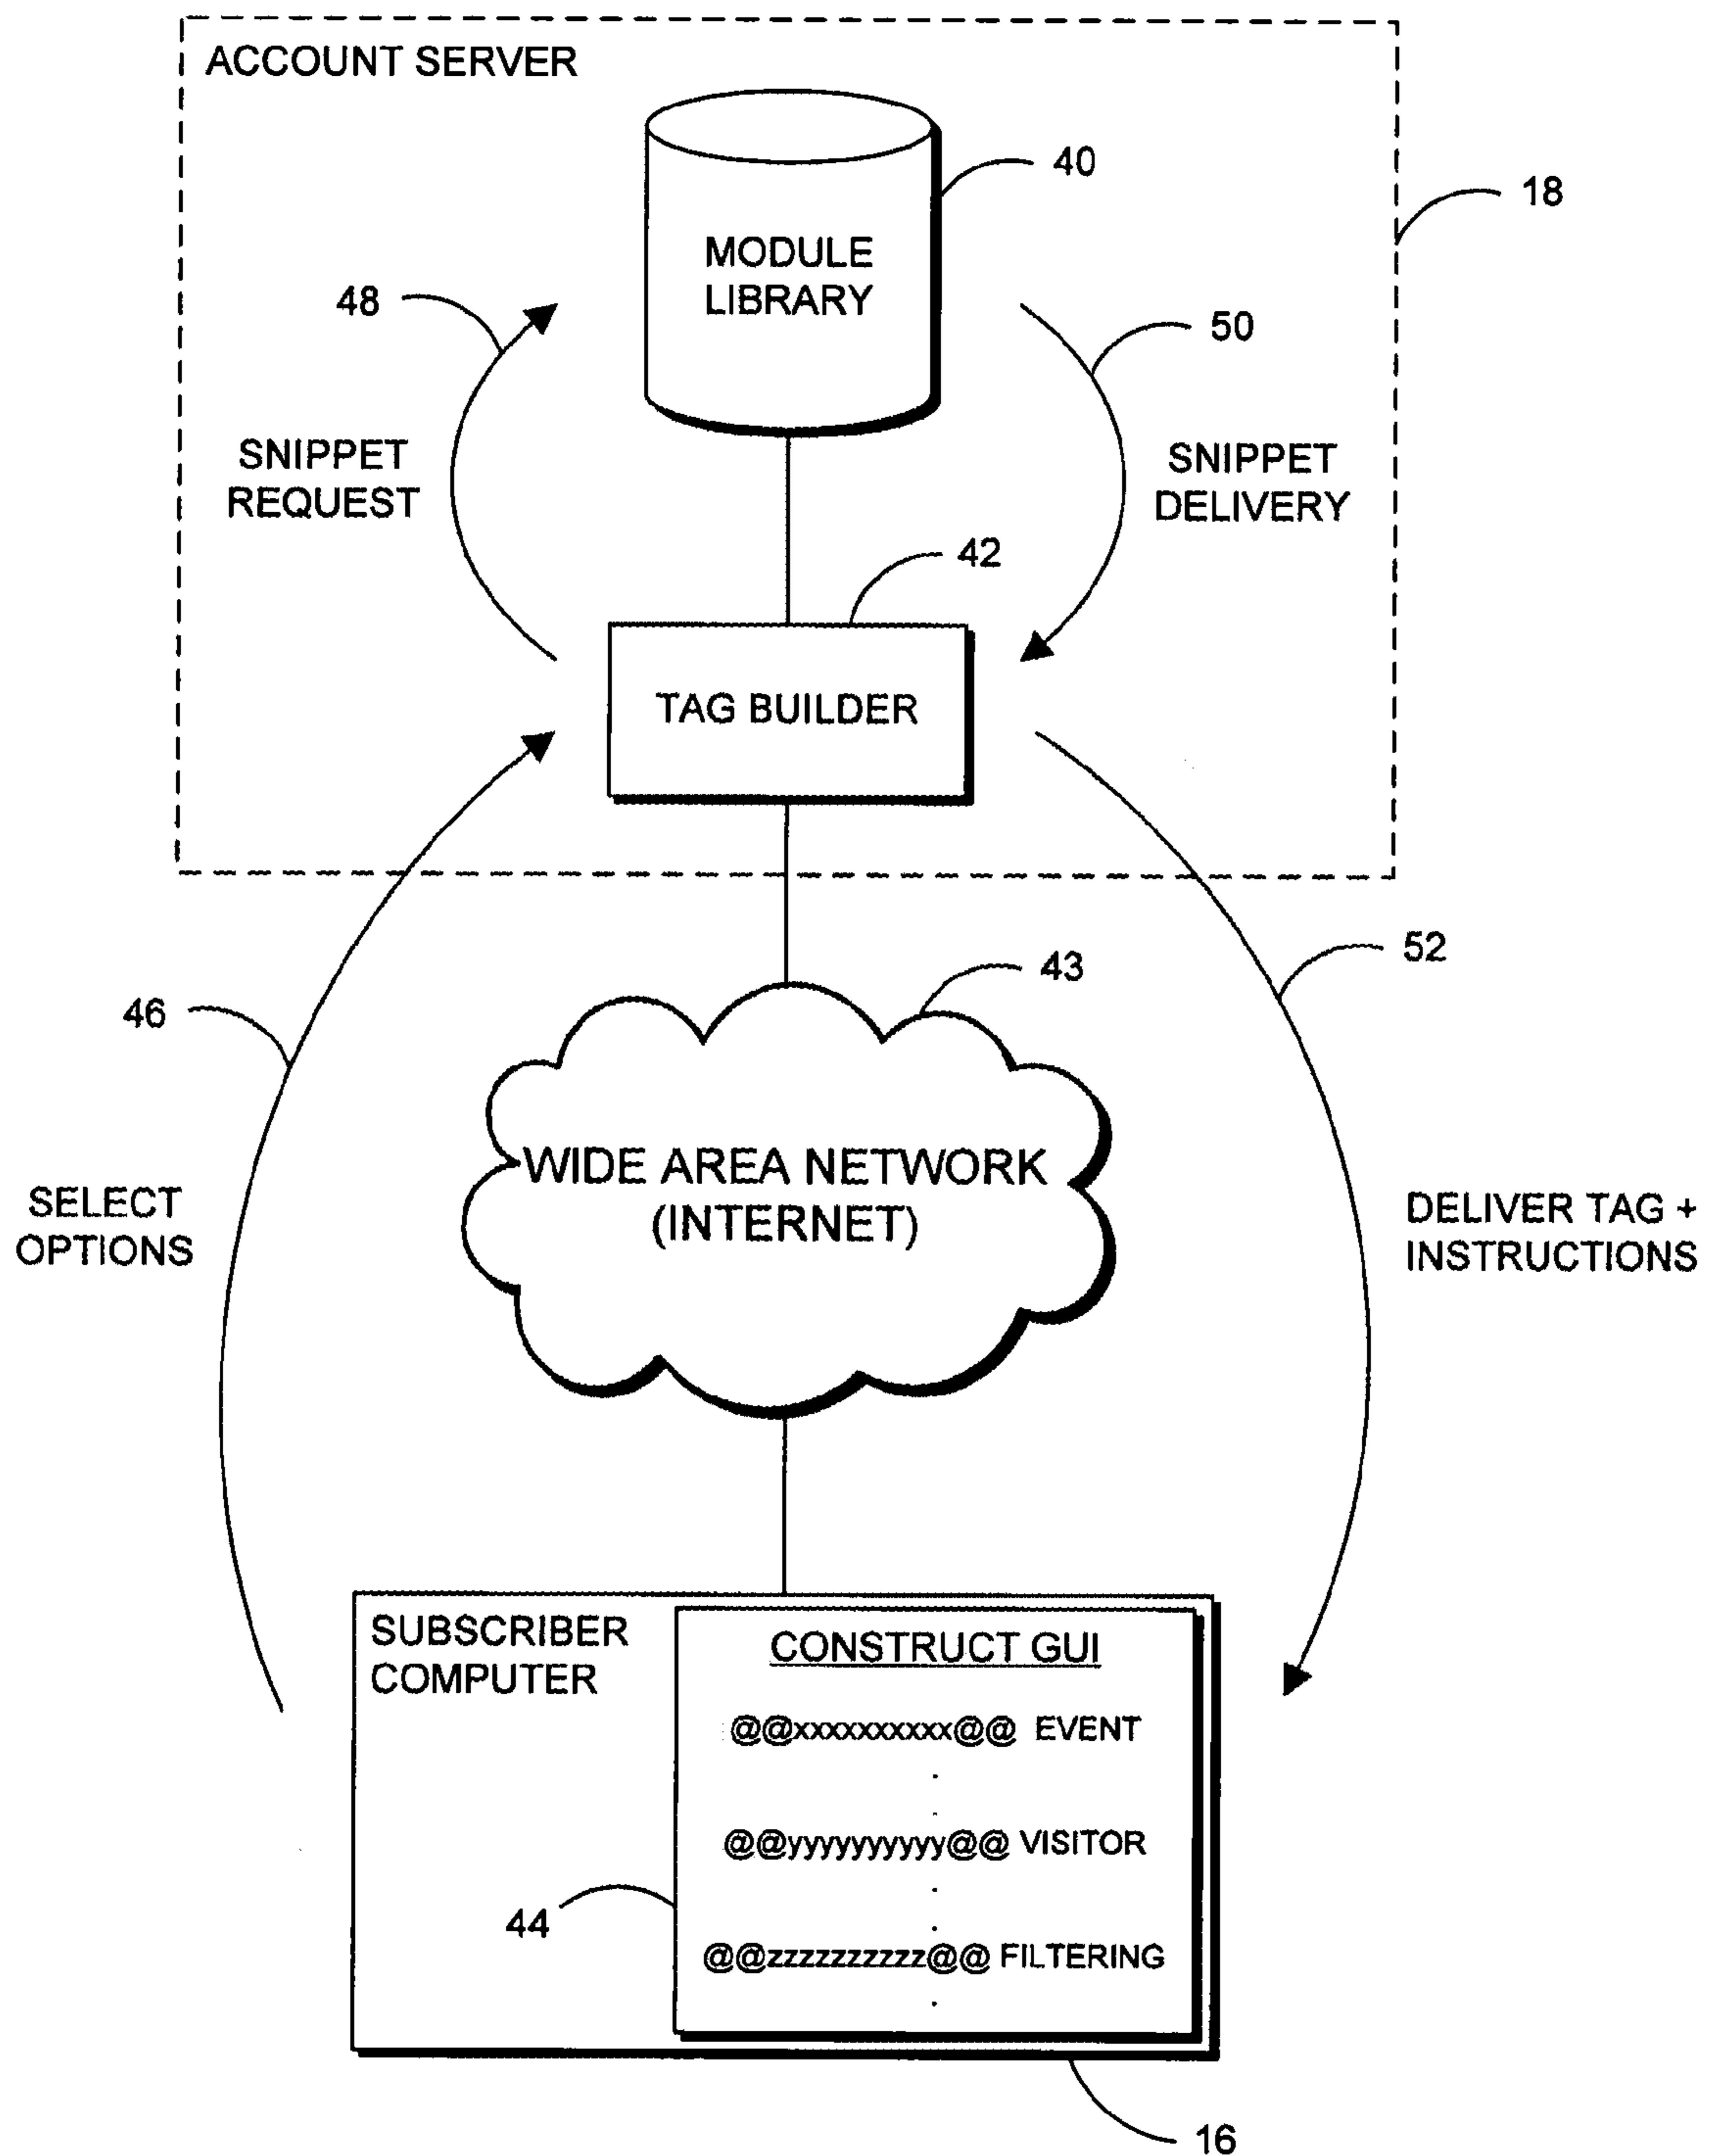 ACCOUNT SERVER
40
18
MODULE
LIBRARY
48
50
SNIPPET
REQUEST
SNIPPET
DELIVERY
42
TAG BUILDER
52
43
46
WIDE AREA NETWORK
(INTERNET)
SELECT
OPTIONS
DELIVER TAG +
INSTRUCTIONS
SUBSCRIBER
COMPUTER
CONSTRUCT GUI
@@xxxxxxxxxx@@ EVENT
@@yyyyyyyyyy@@ VISITOR
44
@@zzzzzzzzzz@@ FILTERING
16